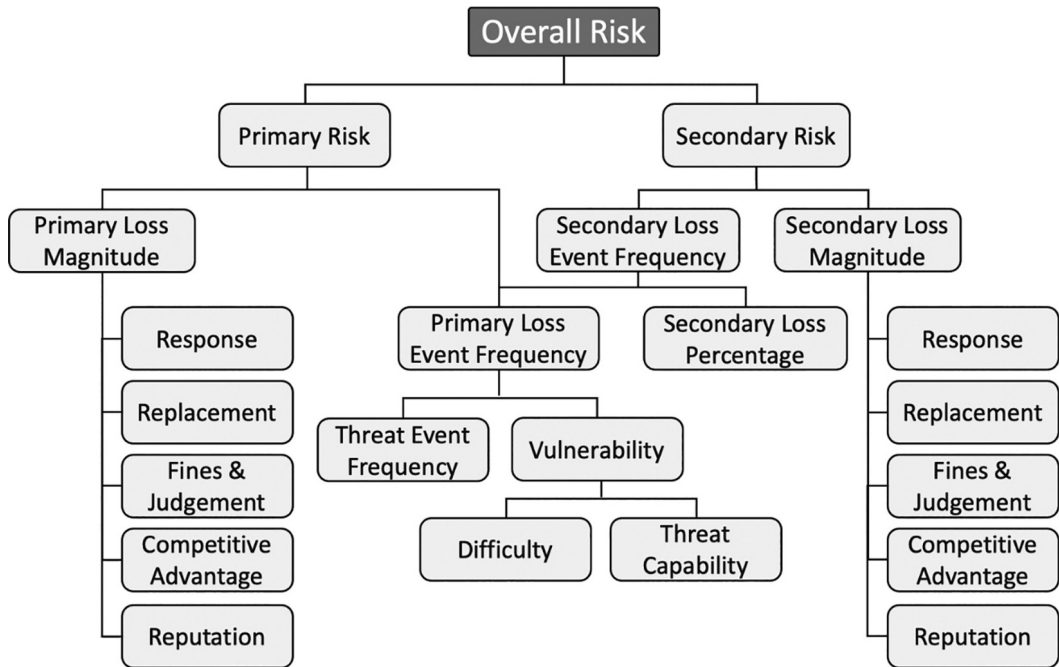 Overall Risk
Primary Risk
Secondary Risk
Primary Loss
Magnitude
Secondary Loss
Event Frequency
Secondary Loss
Magnitude
Response
Replacement
Fines &
Judgement
Competitive
Advantage
Reputation
Primary Loss
Event Frequency
Secondary Loss
Percentage
Threat Event
Frequency
Vulnerability
Difficulty
Threat
Capability
Response
Replacement
Fines &
Judgement
Competitive
Advantage
Reputation